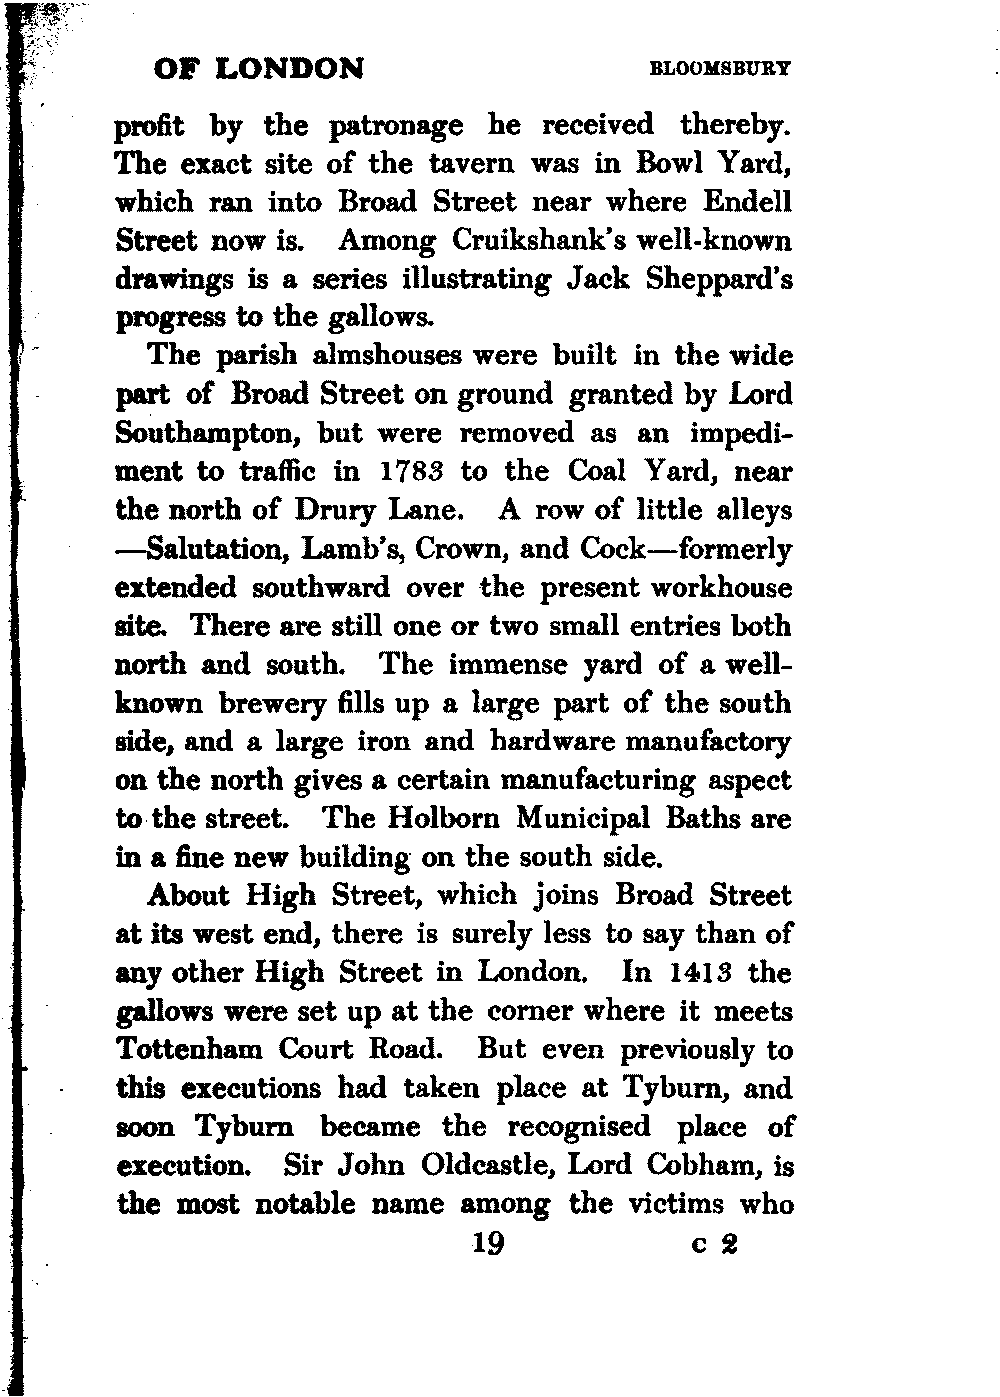 OF LONDON BLOOMSBURY
profit by the patronage he received thereby.
The exact site of the tavern was in Bowl Yard,
which ran into Broad Street near where Endell
Street now is. Among Cruikshank's well-known
drawings is a series illustrating Jack Sheppard's
progress to the gallows.
The parish almshouses were built in the wide
part of Broad Street on ground granted by Lord
Southampton, but were removed as an impedi-
ment to traffic in 1783 to the Coal Yard, near
the north of Drury Lane. A row of little alleys
—Salutation, Lamb's, Crown, and Cock—formerly
extended southward over the present workhouse
site. There are still one or two small entries both
north and south. The immense yard of a well-
known brewery fills up a large part of the south
side, and a large iron and hardware manufactory
on the north gives a certain manufacturing aspect
to the street. The Holborn Municipal Baths are
in a fine new building on the south side.
About High Street, which joins Broad Street
at its west end, there is surely less to say than of
any other High Street in London. In 1413 the
gallows were set up at the corner where it meets
Tottenham Court Road. But even previously to
this executions had taken place at Tyburn, and
soon Tyburn became the recognised place of
execution. Sir John Oldcastle, Lord Cobham, is
the most notable name among the victims who
19 c 2